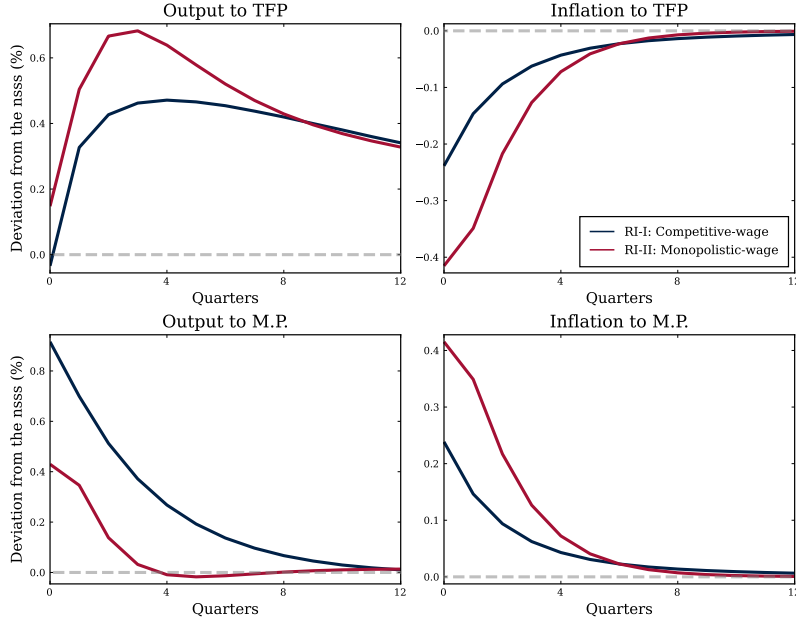 Output to TFP
Deviation from the nsss (%)
0.6
0.4
0.2
0.0
0
4
8
12
Quarters
Inflation to TFP
0.0
−0.1
−0.2
−0.3
−0.4
RI-I: Competitive-wage
RI-II: Monopolistic-wage
0
4
8
12
Quarters
Output to M.P.
Deviation from the nsss (%)
0.8
0.6
0.4
0.2
0.0
0
4
8
12
Quarters
Inflation to M.P.
0.4
0.3
0.2
0.1
0.0
0
4
8
12
Quarters